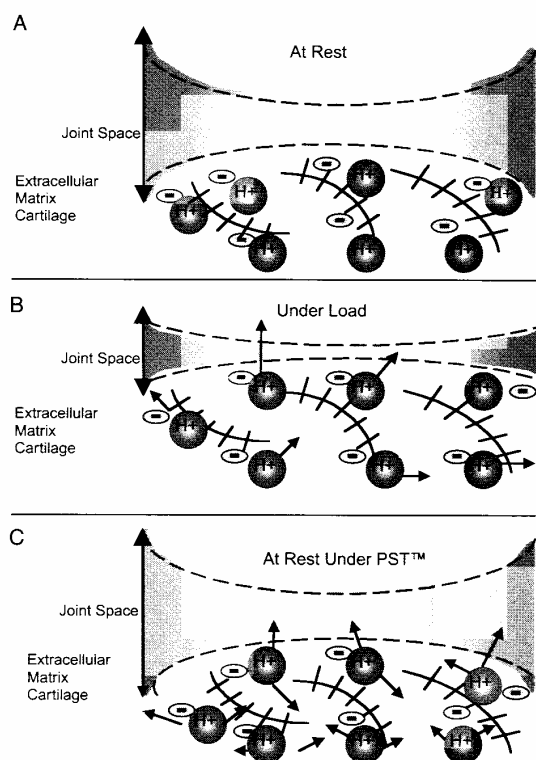 A
At Rest
Joint Space
Extracellular
Matrix
Cartilage
H+
H+
H+
H+
H+
H+
H+
B
Under Load
Joint Space
Extracellular
Matrix
Cartilage
H+
H+
H+
H+
H+
H+
H+
C
At Rest Under PST™
Joint Space
Extracellular
Matrix
Cartilage
H+
H+
H+
H+
H+
H+
H+